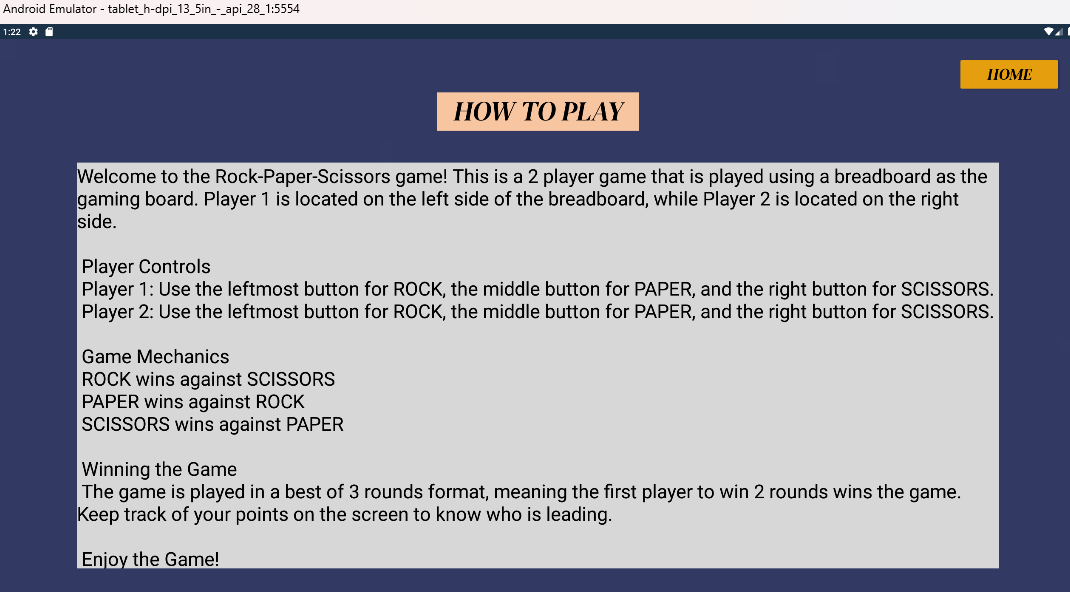 Android Emulator - tablet_h-dpi_13_5in_-_api_28_1:5554
1:22
HOME
HOW TO PLAY
Welcome to the Rock-Paper-Scissors game! This is a 2 player game that is played using a breadboard as the
gaming board. Player 1 is located on the left side of the breadboard, while Player 2 is located on the right
side.
Player Controls
Player 1: Use the leftmost button for ROCK, the middle button for PAPER, and the right button for SCISSORS.
Player 2: Use the leftmost button for ROCK, the middle button for PAPER, and the right button for SCISSORS.
Game Mechanics
ROCK wins against SCISSORS
PAPER wins against ROCK
SCISSORS wins against PAPER
Winning the Game
The game is played in a best of 3 rounds format, meaning the first player to win 2 rounds wins the game.
Keep track of your points on the screen to know who is leading.
Enjoy the Game!